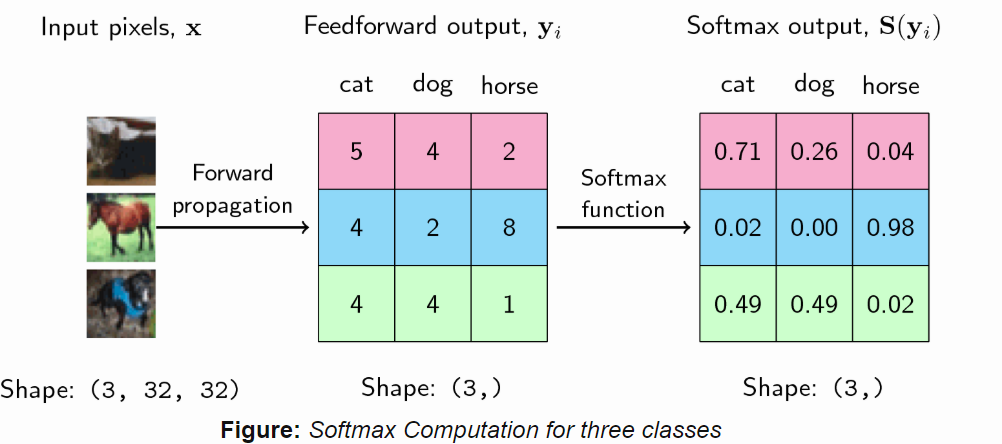 Input pixels, x Feedforward output, yᵢ Softmax output, S(yᵢ)
cat dog horse cat dog horse
5 4 2 0.71 0.26 0.04
Forward propagation
Softmax function
4 2 8 0.02 0.00 0.98
4 4 1 0.49 0.49 0.02
Shape: (3, 32, 32) Shape: (3,) Shape: (3,)
Figure: Softmax Computation for three classes